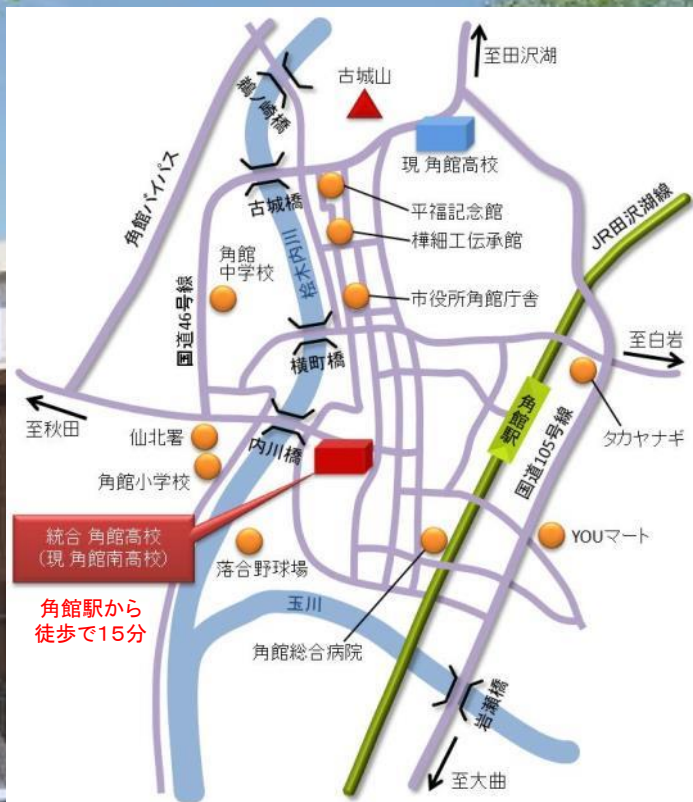 至田沢湖
古城山
鵜ノ崎橋
現 角館高校
古城橋
平福記念館
JR田沢湖線
角館バイパス
樺細工伝承館
角館
中学校
桧木内川
市役所角館庁舎
国道46号線
横町橋
至白岩
至秋田
仙北署
内川橋
角館駅
タカヤナギ
角館小学校
国道105号線
統合 角館高校
(現 角館南高校)
落合野球場
YOUマート
角館駅から
徒歩で15分
玉川
角館総合病院
岩瀬橋
至大曲